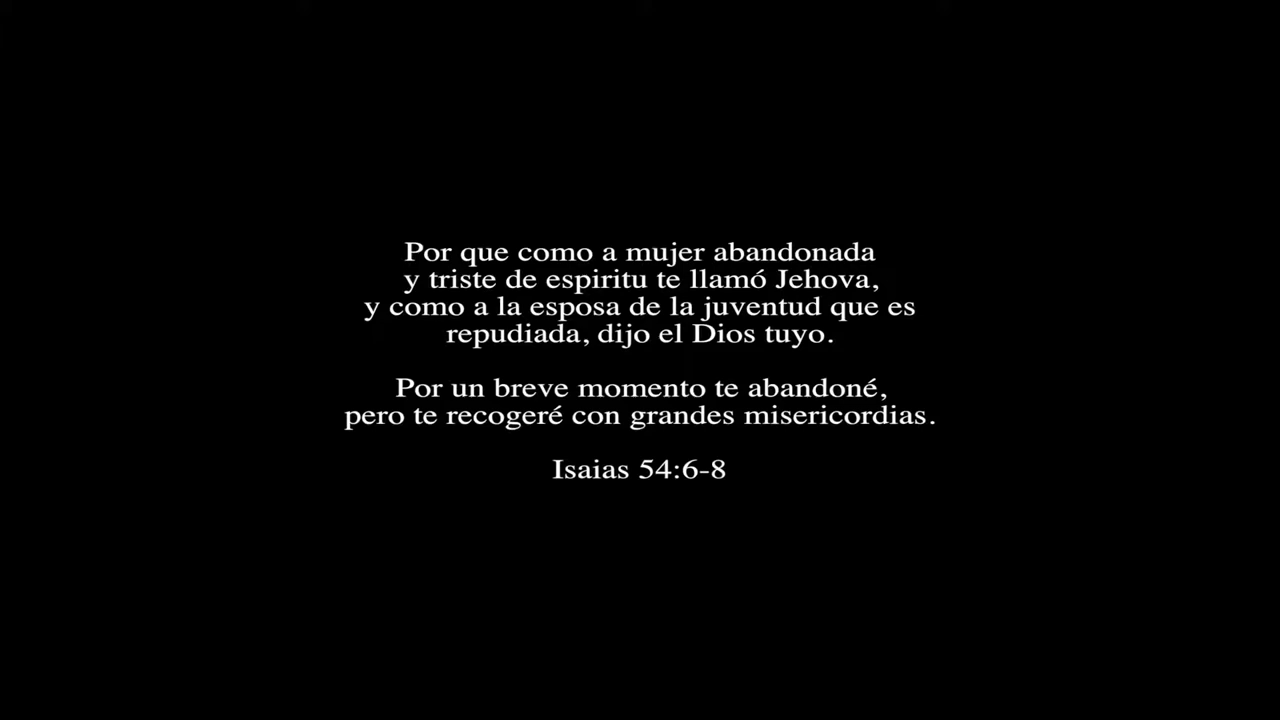 Por que como a mujer abandonada
y triste de espiritu te llamó Jehova,
y como a la esposa de la juventud que es
repudiada, dijo el Dios tuyo.
Por un breve momento te abandoné,
pero te recogeré con grandes misericordias.
Isaias 54:6-8